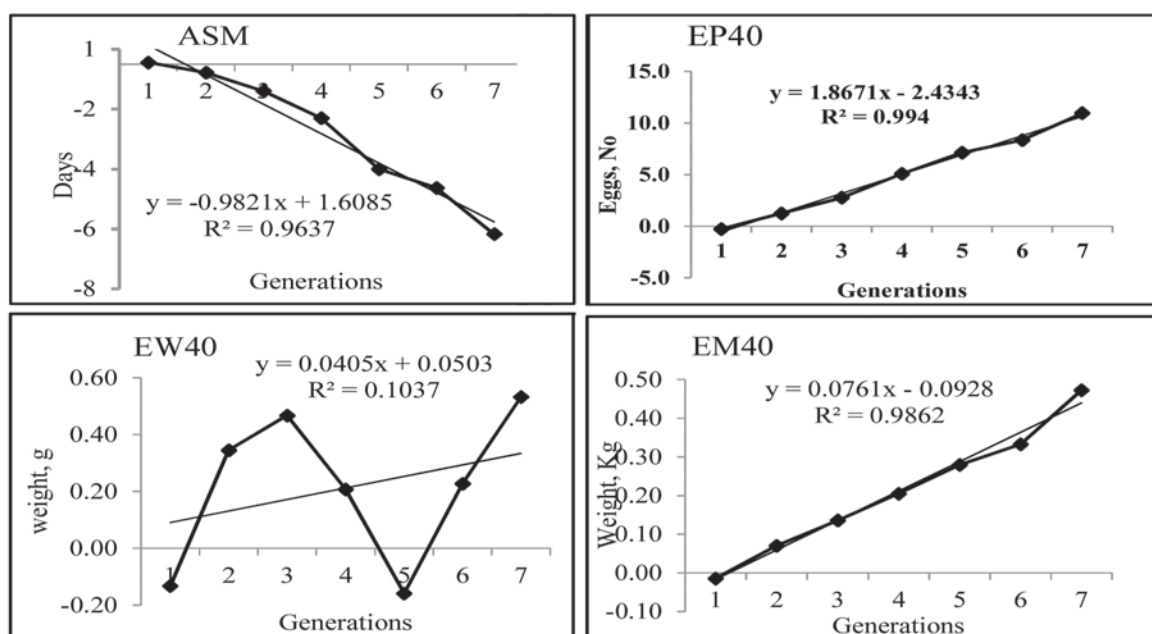 ASM
1
-2
-4
-6
-8
Days
1 2 3 4 5 6 7
y = -0.9821x + 1.6085
R² = 0.9637
Generations
EP40
15.0
10.0
5.0
0.0
-5.0
Eggs, No
y = 1.8671x - 2.4343
R² = 0.994
1 2 3 4 5 6 7
Generations
EW40
y = 0.0405x + 0.0503
R² = 0.1037
0.60
0.40
0.20
0.00
-0.20
weight, g
1 2 3 4 5 6 7
Generations
EM40
y = 0.0761x - 0.0928
R² = 0.9862
0.50
0.40
0.30
0.20
0.10
0.00
-0.10
Weight, Kg
1 2 3 4 5 6 7
Generations